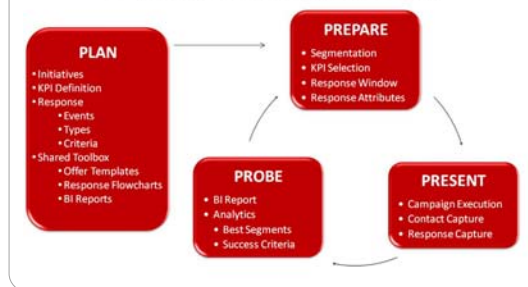 PLAN
• Initiatives
• KPI Definition
• Response
• Events
• Types
• Criteria
• Shared Toolbox
• Offer Templates
• Response Flowcharts
• BI Reports
PREPARE
• Segmentation
• KPI Selection
• Response Window
• Response Attributes
PRESENT
• Campaign Execution
• Contact Capture
• Response Capture
PROBE
• BI Report
• Analytics
• Best Segments
• Success Criteria